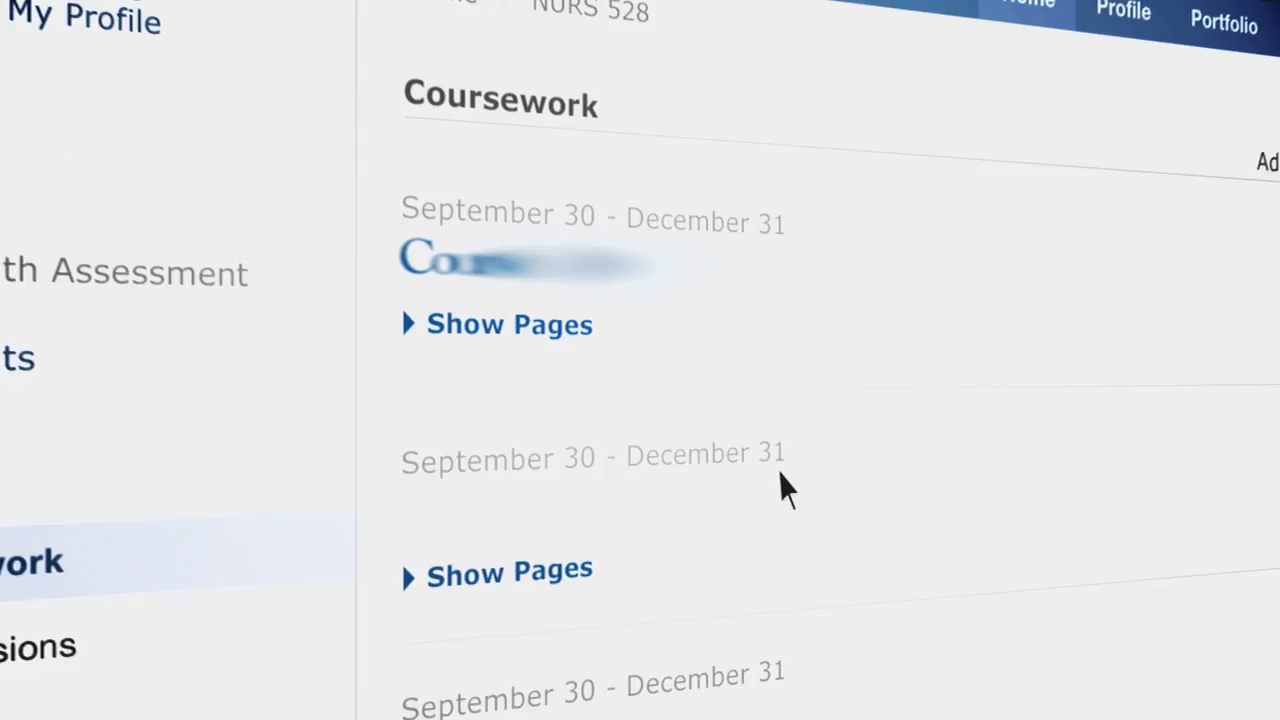 My Profile
NURS 528
Home
Profile
Portfolio
Coursework
September 30 - December 31
Show Pages
th Assessment
ts
September 30 - December 31
work
Show Pages
sions
September 30 - December 31